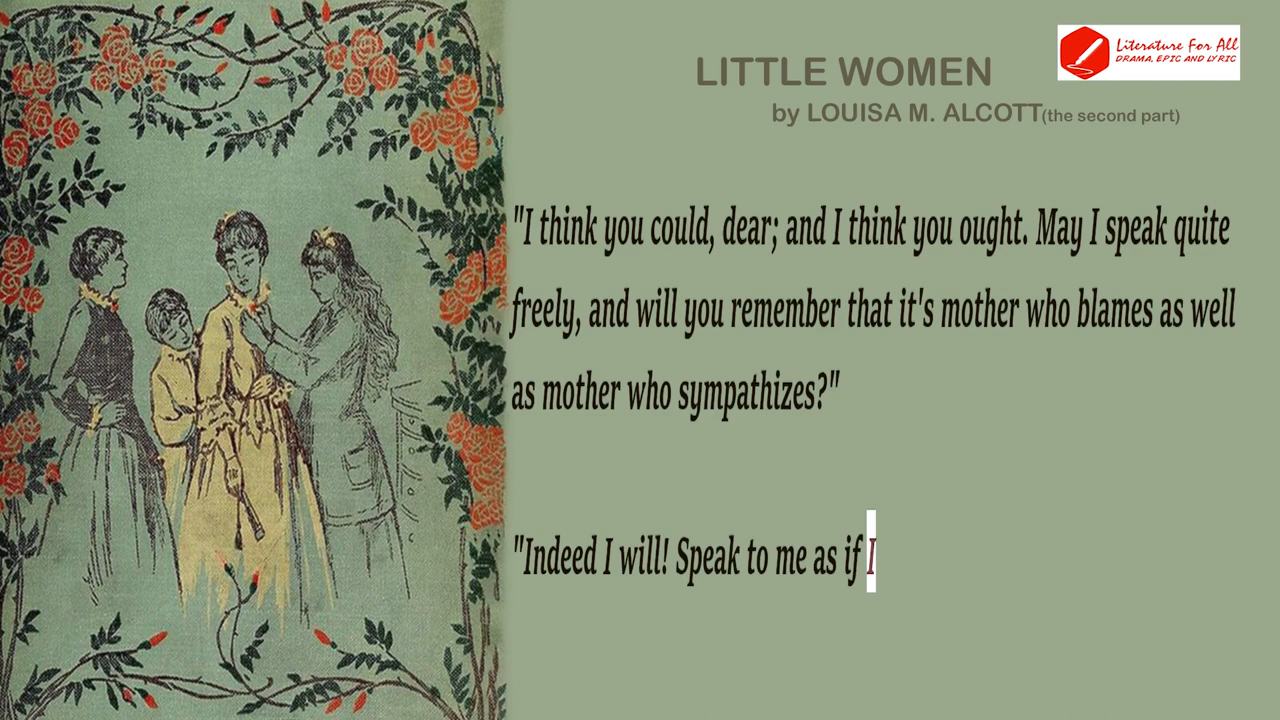 LITTLE WOMEN
by LOUISA M. ALCOTT(the second part)
Literature For All
DRAMA, EPIC AND LYRIC
"I think you could, dear; and I think you ought. May I speak quite
freely, and will you remember that it's mother who blames as well
as mother who sympathizes?"
"Indeed I will! Speak to me as if I